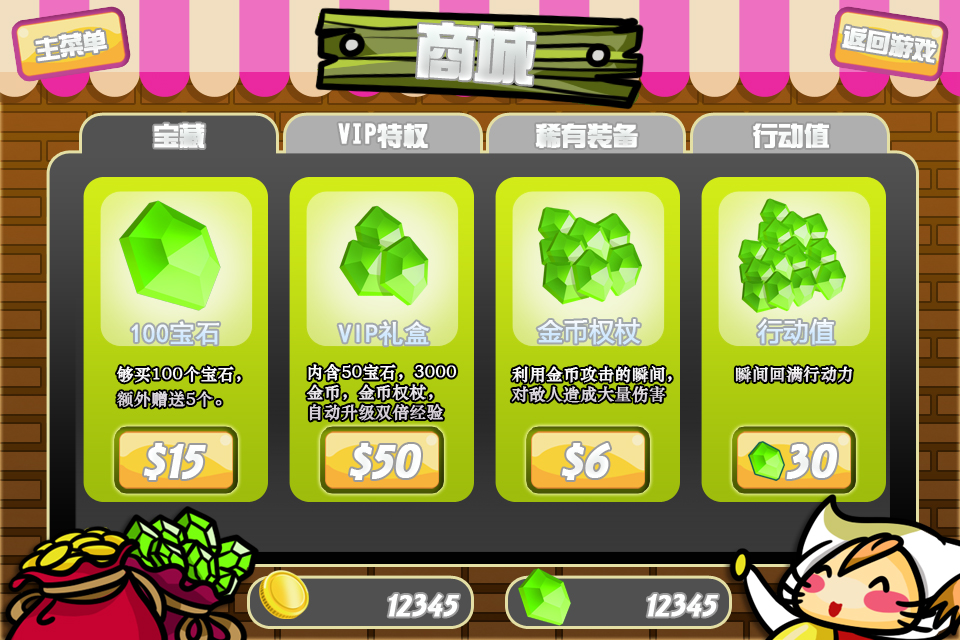 主菜单
商城
返回游戏
宝藏
VIP特权
稀有装备
行动值
100宝石
够买100个宝石,
额外赠送5个。
$15
VIP礼盒
内含50宝石，3000
金币，金币权杖，
自动升级双倍经验
$50
金币权杖
利用金币攻击的瞬间，
对敌人造成大量伤害
$6
行动值
瞬间回满行动力
30
12345
12345